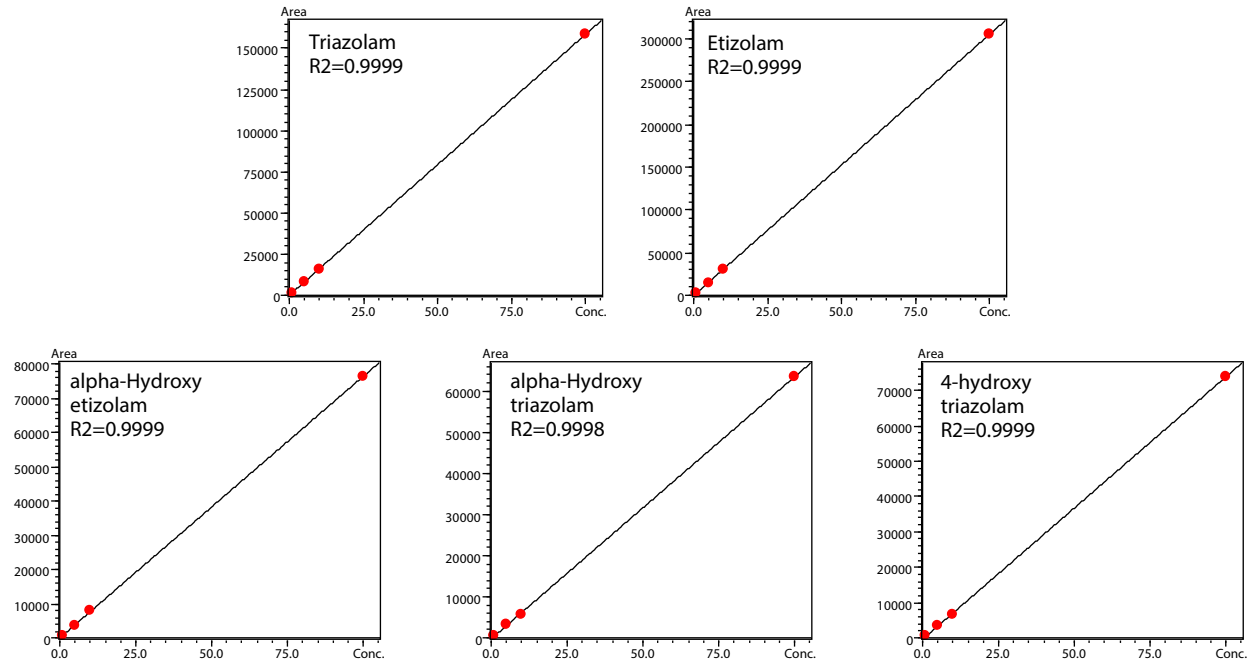 Area
Triazolam
R2=0.9999
150000
125000
100000
75000
50000
25000
0
0.0 25.0 50.0 75.0 Conc.
Area
Etizolam
R2=0.9999
300000
250000
200000
150000
100000
50000
0
0.0 25.0 50.0 75.0 Conc.
Area
alpha-Hydroxy
etizolam
R2=0.9999
80000
70000
60000
50000
40000
30000
20000
10000
0
0.0 25.0 50.0 75.0 Conc.
Area
alpha-Hydroxy
triazolam
R2=0.9998
60000
50000
40000
30000
20000
10000
0
0.0 25.0 50.0 75.0 Conc.
Area
4-hydroxy
triazolam
R2=0.9999
70000
60000
50000
40000
30000
20000
10000
0
0.0 25.0 50.0 75.0 Conc.